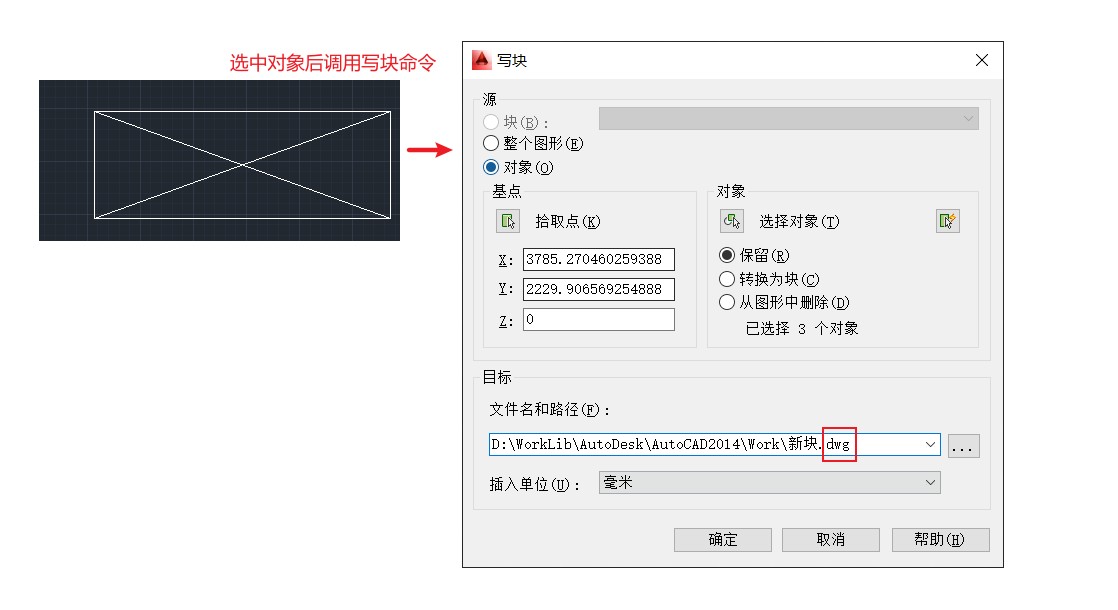 选中对象后调用写块命令
写块
源
块(B):
整个图形(E)
对象(O)
基点
拾取点(K)
X: 3785.270460259388
Y: 2229.906569254888
Z: 0
对象
选择对象(T)
保留(R)
转换为块(C)
从图形中删除(D)
已选择 3 个对象
目标
文件名和路径(F):
D:\WorkLib\AutoDesk\AutoCAD2014\Work\新块.dwg
...
插入单位(U): 毫米
确定 取消 帮助(H)